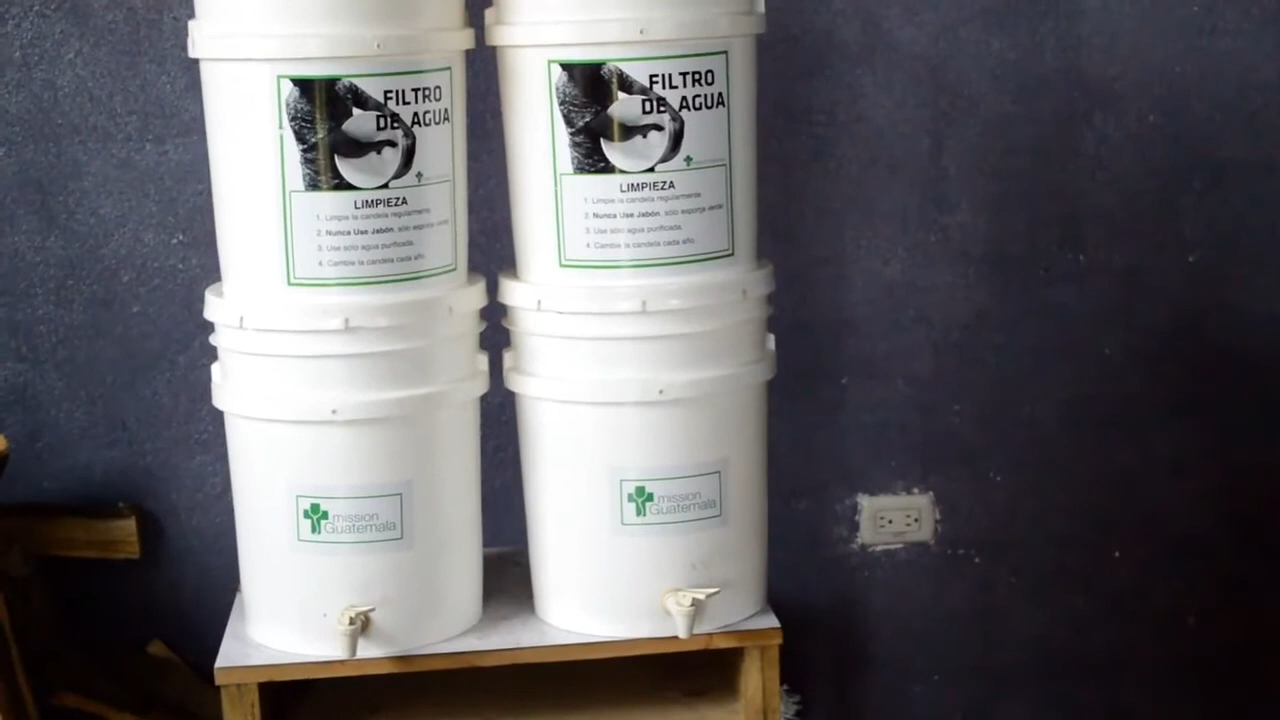 FILTRO
DE AGUA
LIMPIEZA
1. Limpie la candela regularmente.
2. Nunca Use Jabón, sólo esponja verde
3. Use sólo agua purificada.
4. Cambie la candela cada año.
mission
Guatemala
FILTRO
DE AGUA
LIMPIEZA
1. Limpie la candela regularmente.
2. Nunca Use Jabón, sólo esponja verde
3. Use sólo agua purificada.
4. Cambie la candela cada año.
mission
Guatemala